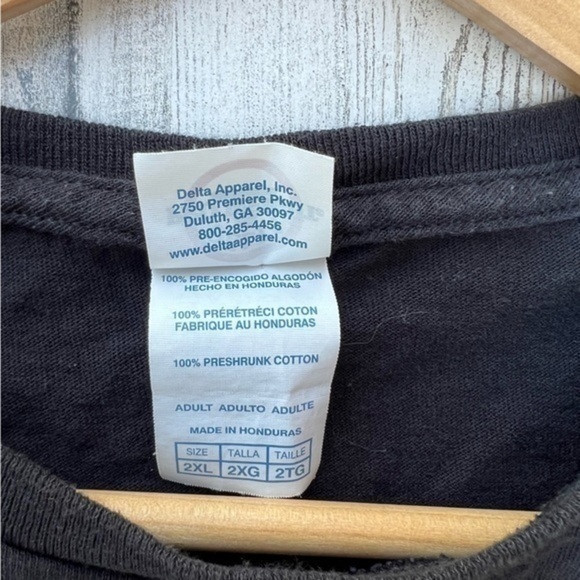 Delta Apparel, Inc.
2750 Premiere Pkwy
Duluth, GA 30097
800-285-4456
www.deltaapparel.com
100% PRE-ENCOGIDO ALGODÓN
HECHO EN HONDURAS
100% PRÉRÉTRÉCI COTON
FABRIQUE AU HONDURAS
100% PRESHRUNK COTTON
ADULT ADULTO ADULTE
MADE IN HONDURAS
SIZE TALLA TAILLE
2XL 2XG 2TG